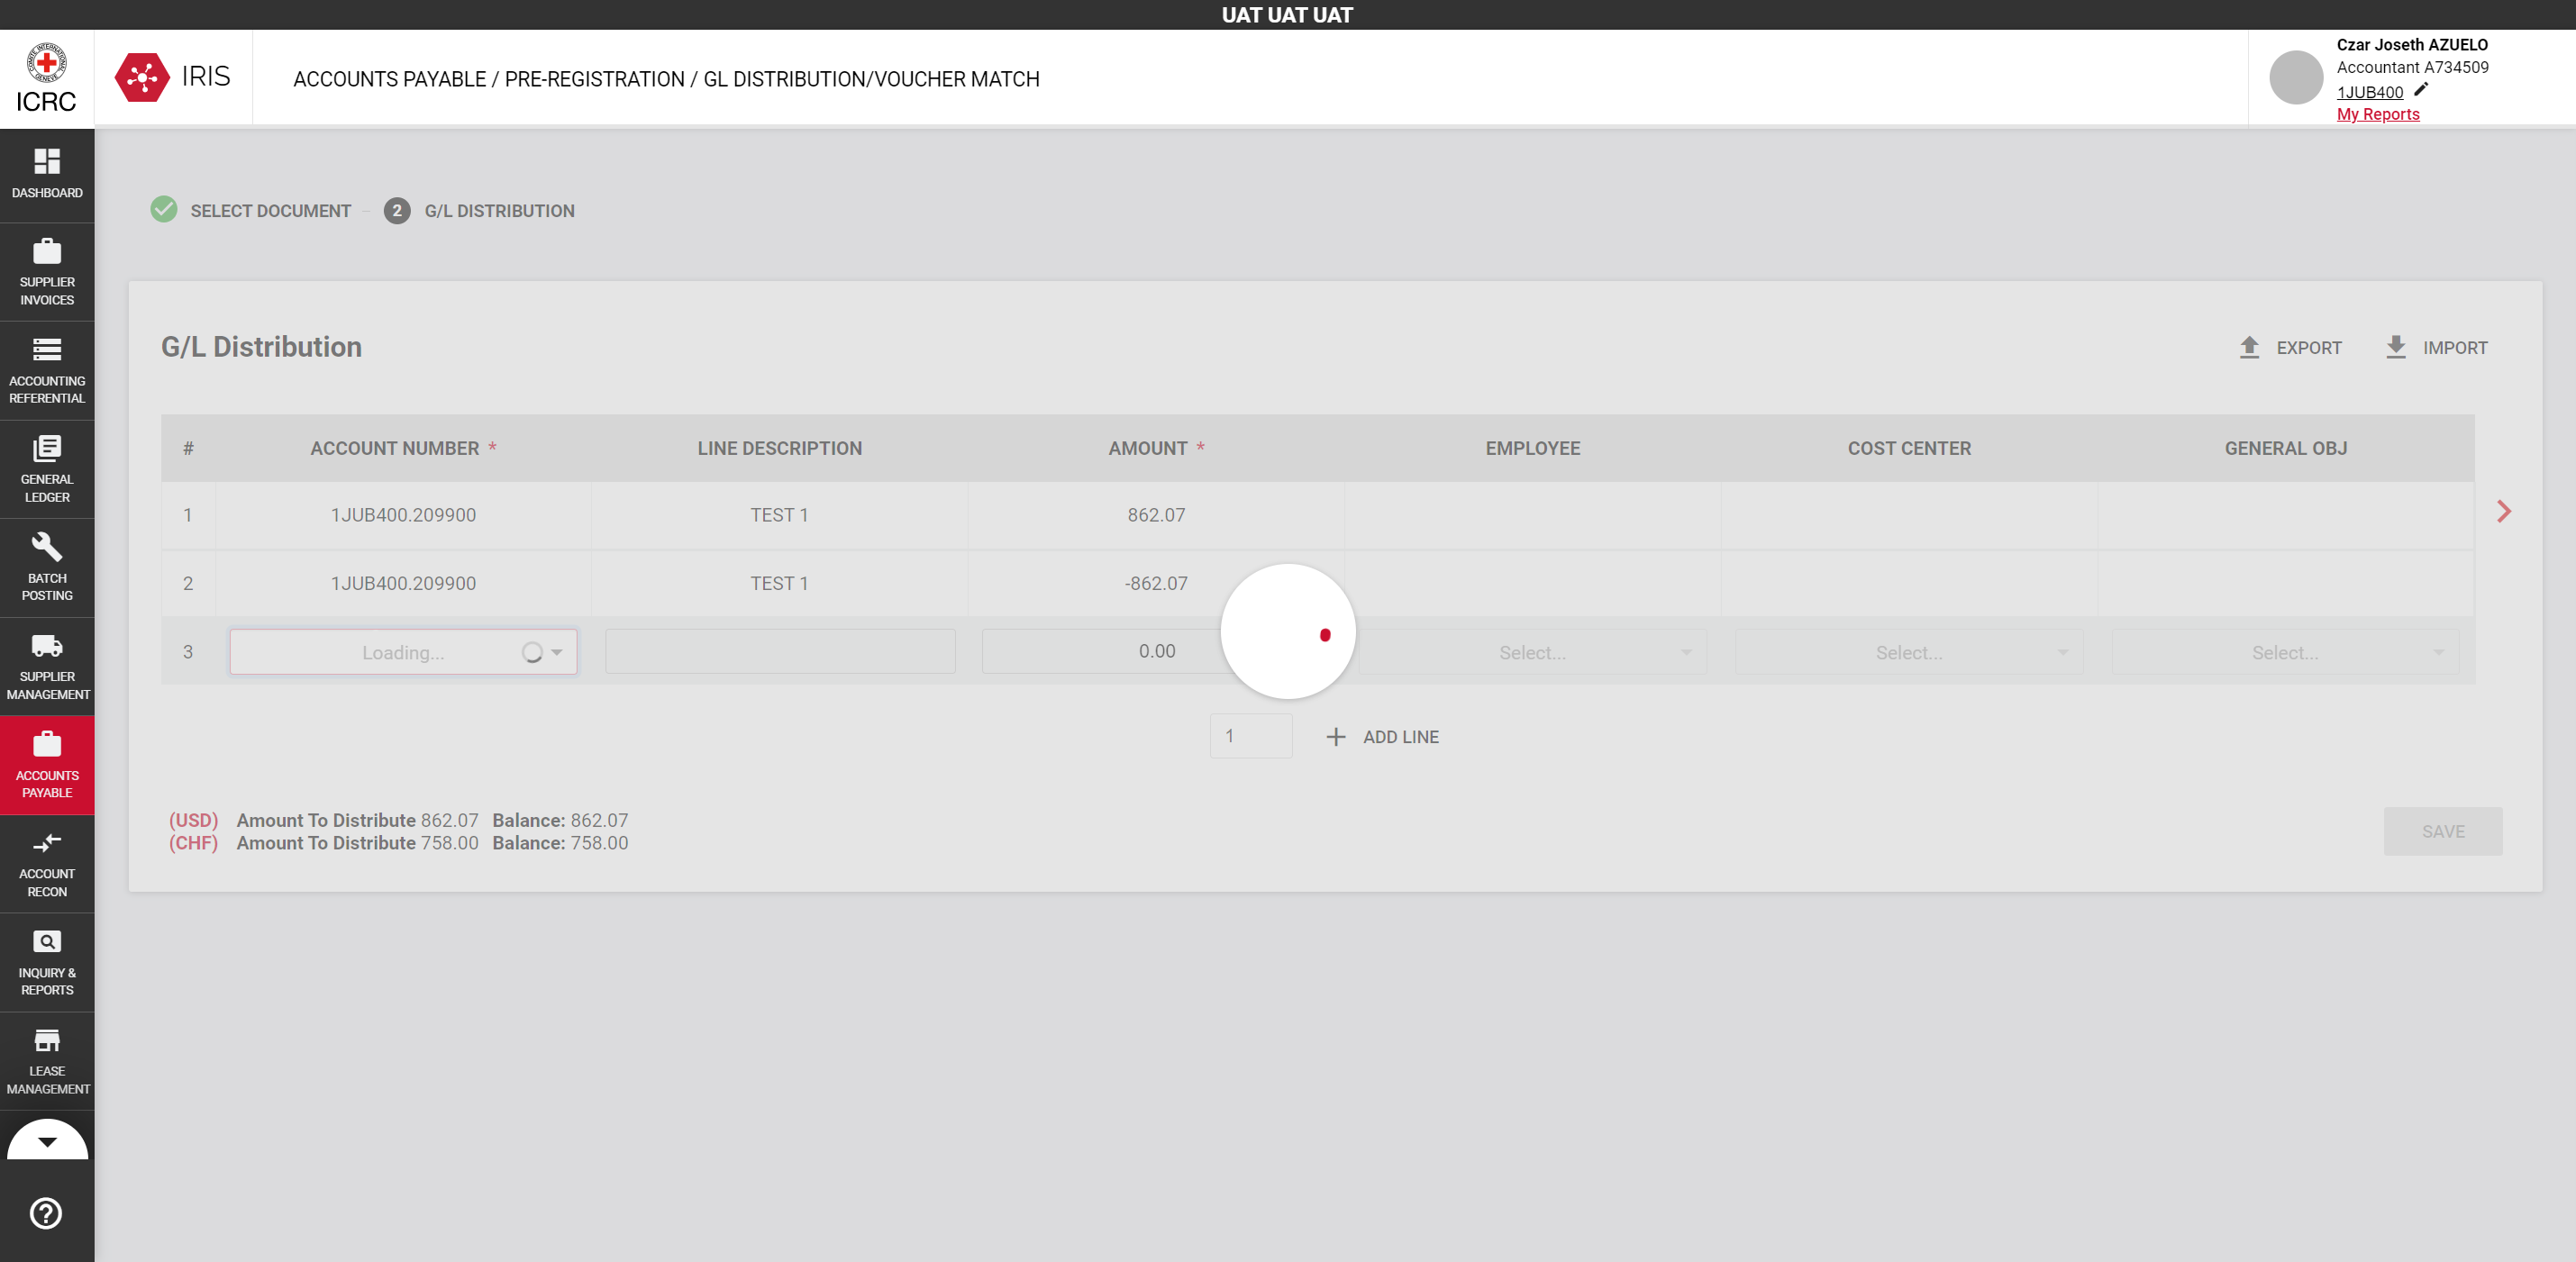 UAT UAT UAT
COMITE INTERNATIONAL GENEVE
ICRC
IRIS
ACCOUNTS PAYABLE / PRE-REGISTRATION / GL DISTRIBUTION/VOUCHER MATCH
Czar Joseth AZUELO
Accountant A734509
1JUB400
My Reports
DASHBOARD
SUPPLIER
INVOICES
ACCOUNTING
REFERENTIAL
GENERAL
LEDGER
BATCH
POSTING
SUPPLIER
MANAGEMENT
ACCOUNTS
PAYABLE
ACCOUNT
RECON
INQUIRY &
REPORTS
LEASE
MANAGEMENT
SELECT DOCUMENT
2 G/L DISTRIBUTION
G/L Distribution
EXPORT
IMPORT
# ACCOUNT NUMBER * LINE DESCRIPTION AMOUNT * EMPLOYEE COST CENTER GENERAL OBJ
1 1JUB400.209900 TEST 1 862.07
2 1JUB400.209900 TEST 1 -862.07
3 Loading... 0.00 Select... Select... Select...
1 ADD LINE
(USD) Amount To Distribute 862.07 Balance: 862.07
(CHF) Amount To Distribute 758.00 Balance: 758.00
SAVE